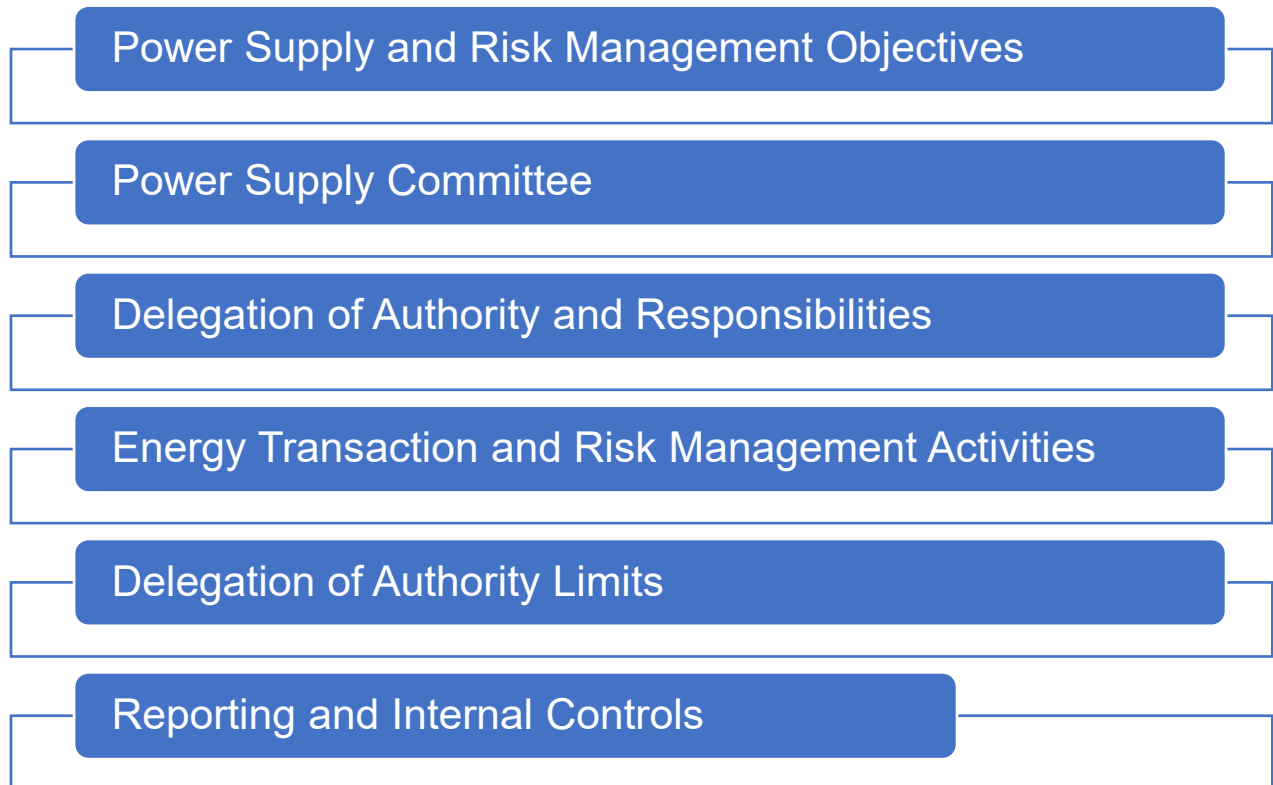 Power Supply and Risk Management Objectives
Power Supply Committee
Delegation of Authority and Responsibilities
Energy Transaction and Risk Management Activities
Delegation of Authority Limits
Reporting and Internal Controls